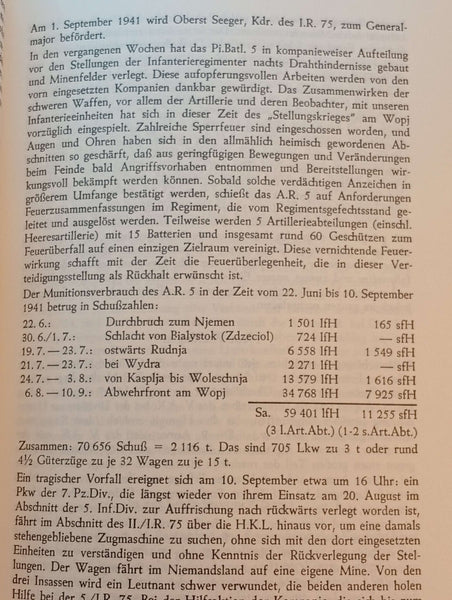 Am 1. September 1941 wird Oberst Seeger, Kdr. des I.R. 75, zum General-
major befördert.
In den vergangenen Wochen hat das Pi.Batl. 5 in kompanieweiser Aufteilung
vor den Stellungen der Infanterieregimenter nachts Drahthindernisse gebaut
und Minenfelder verlegt. Diese aufopferungsvollen Arbeiten werden von den
vorn eingesetzten Kompanien dankbar gewürdigt. Das Zusammenwirken der
schweren Waffen, vor allem der Artillerie und deren Beobachter, mit unseren
Infanterieeinheiten hat sich in dieser Zeit des „Stellungskrieges“ am Wopj
vorzüglich eingespielt. Zahlreiche Sperrfeuer sind eingeschossen worden, und
Augen und Ohren haben sich in den allmählich heimisch gewordenen Ab-
schnitten so geschärft, daß aus geringfügigen Bewegungen und Veränderungen
beim Feinde bald Angriffsvorhaben entnommen und Bereitstellungen wir-
kungsvoll bekämpft werden können. Sobald solche verdächtigen Anzeichen in
größerem Umfange bestätigt werden, schießt das A.R. 5 auf Anforderungen
Feuerzusammenfassungen im Regiment, die vom Regimentsgefechtsstand ge-
leitet und ausgelöst werden. Teilweise werden 5 Artillerieabteilungen (einschl.
Heeresartillerie) mit 15 Batterien und insgesamt rund 60 Geschützen zum
Feuerüberfall auf einen einzigen Zielraum vereinigt. Diese vernichtende Feuer-
wirkung schafft mit der Zeit die Feuerüberlegenheit, die in dieser Ver-
teidigungsstellung als Rückhalt erwünscht ist.
Der Munitionsverbrauch des A.R. 5 in der Zeit vom 22. Juni bis 10. September
1941 betrug in Schußzahlen:
22. 6.: Durchbruch zum Njemen 1 501 lfH 165 sfH
30. 6./1. 7.: Schlacht von Bialystok (Zdzeciol) 724 lfH — sfH
19. 7. — 23. 7.: ostwärts Rudnja 6 558 lfH 1 549 sfH
21. 7. — 23. 7.: bei Wydra 2 271 lfH — sfH
24. 7. — 3. 8.: von Kasplja bis Woleschnja 13 579 lfH 1 616 sfH
6. 8. — 10. 9.: Abwehrfront am Wopj 34 768 lfH 7 925 sfH
Sa. 59 401 lfH 11 255 sfH
(3 l.Art.Abt.) (1-2 s.Art.Abt.)
Zusammen: 70 656 Schuß = 2 116 t. Das sind 705 Lkw zu 3 t oder rund
4½ Güterzüge zu je 32 Wagen zu je 15 t.
Ein tragischer Vorfall ereignet sich am 10. September etwa um 16 Uhr: ein
Pkw der 7. Pz.Div., die längst wieder von ihrem Einsatz am 20. August im
Abschnitt der 5. Inf.Div. zur Auffrischung nach rückwärts verlegt worden ist,
fährt im Abschnitt des II./I.R. 75 über die H.K.L. hinaus vor, um eine damals
stehengebliebene Zugmaschine zu suchen, ohne sich mit den dort eingesetzten
Einheiten zu verständigen und ohne Kenntnis der Rückverlegung der Stel-
lungen. Der Wagen fährt im Niemandsland auf eine eigene Mine. Von den
drei Insassen wird ein Leutnant schwer verwundet, die beiden anderen holen